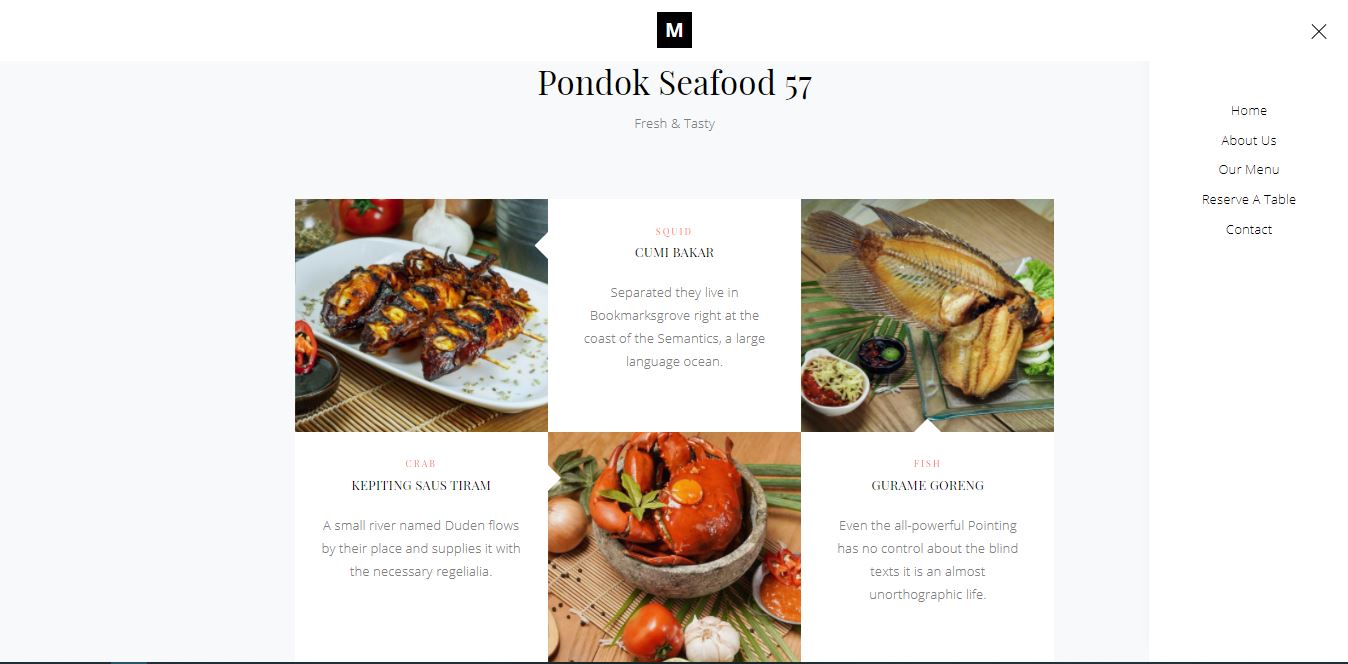 M
Pondok Seafood 57
Fresh & Tasty
Home
About Us
Our Menu
Reserve A Table
Contact
SQUID
CUMI BAKAR
Separated they live in
Bookmarksgrove right at the
coast of the Semantics, a large
language ocean.
CRAB
KEPITING SAUS TIRAM
A small river named Duden flows
by their place and supplies it with
the necessary regelialia.
FISH
GURAME GORENG
Even the all-powerful Pointing
has no control about the blind
texts it is an almost
unorthographic life.